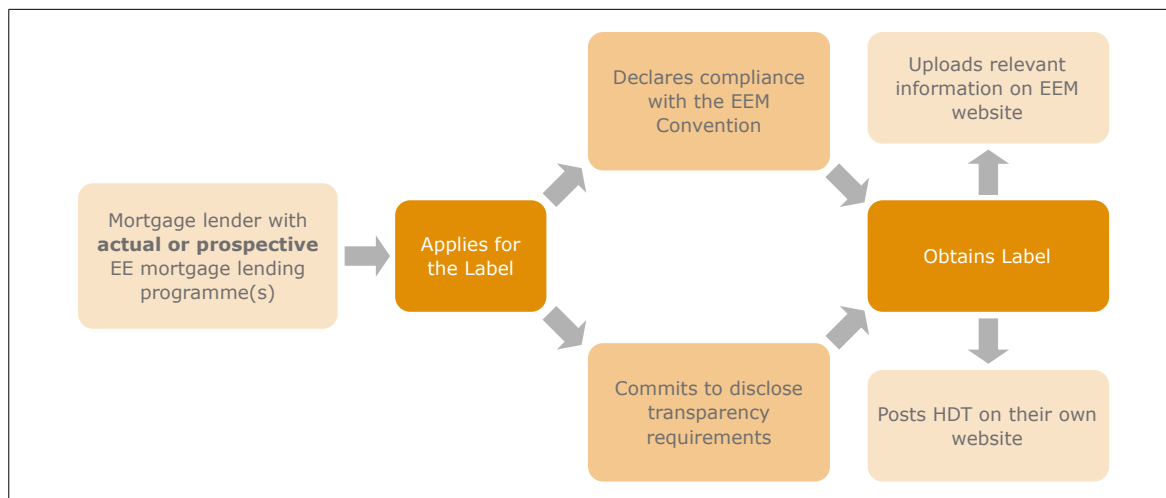 Mortgage lender with
actual or prospective
EE mortgage lending
programme(s)
Applies for
the Label
Declares compliance
with the EEM
Convention
Commits to disclose
transparency
requirements
Obtains Label
Uploads relevant
information on EEM
website
Posts HDT on their own
website